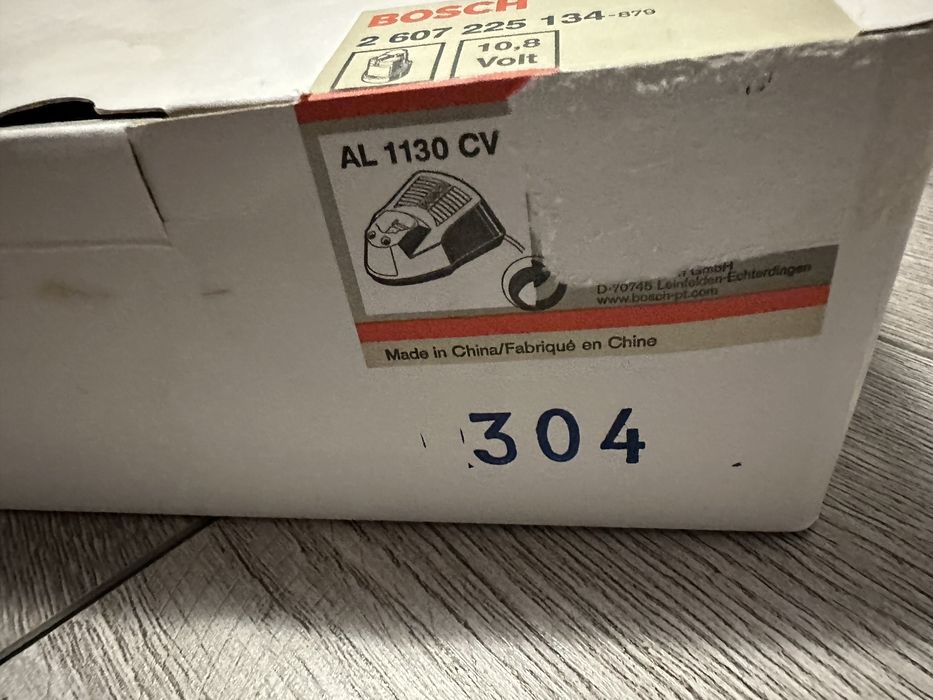 BOSCH
2 607 225 134-879
10,8
Volt
AL 1130 CV
GmbH
D-70745 Leinfelden-Echterdingen
www.bosch-pt.com
Made in China/Fabriqué en Chine
304